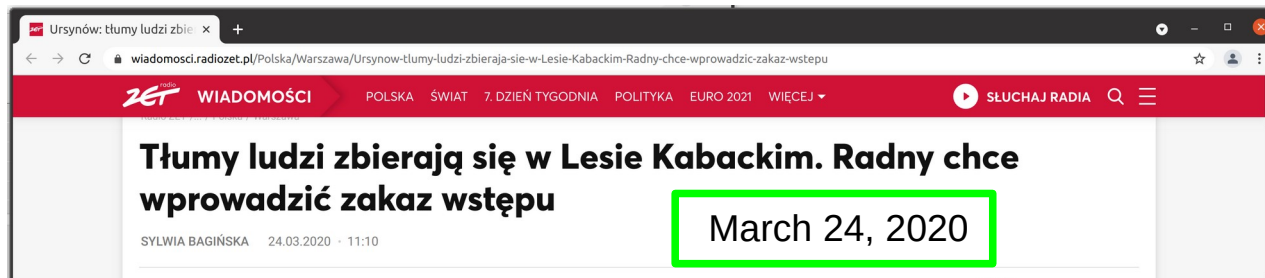 Ursynów: tłumy ludzi zbie
wiadomosci.radiozet.pl/Polska/Warszawa/Ursynow-tlumy-ludzi-zbieraja-sie-w-Lesie-Kabackim-Radny-chce-wprowadzic-zakaz-wstepu
radio ZET WIADOMOŚCI POLSKA ŚWIAT 7. DZIEŃ TYGODNIA POLITYKA EURO 2021 WIĘCEJ SŁUCHAJ RADIA
Tłumy ludzi zbierają się w Lesie Kabackim. Radny chce
wprowadzić zakaz wstępu
March 24, 2020
SYLWIA BAGIŃSKA 24.03.2020 - 11:10